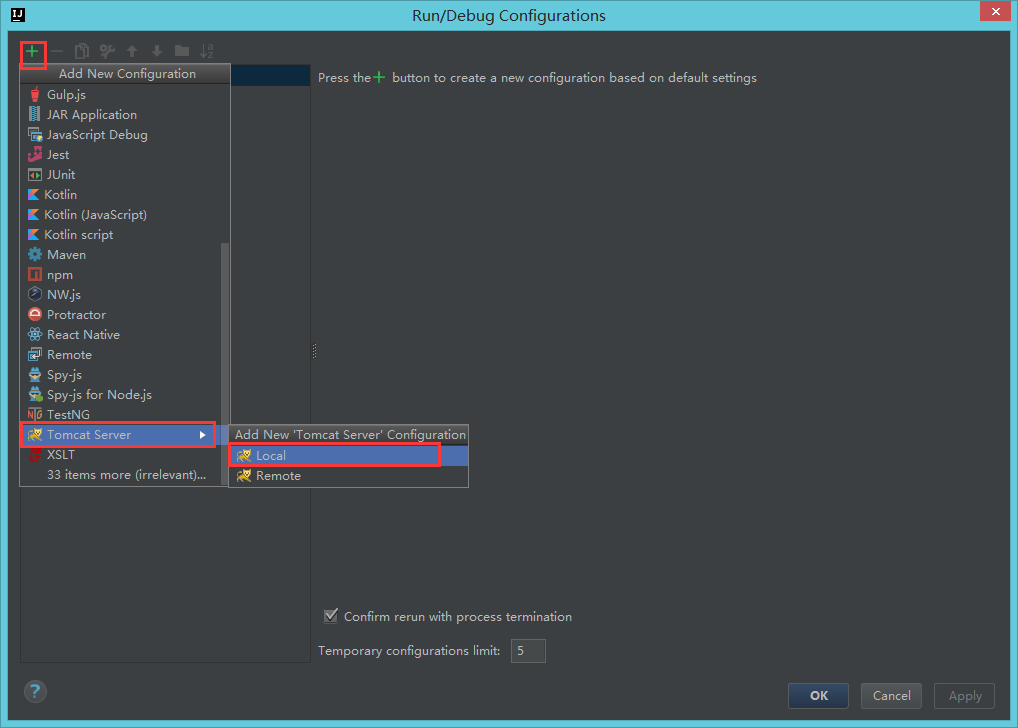 IJ
Run/Debug Configurations
Add New Configuration
Press the + button to create a new configuration based on default settings
Gulp.js
JAR Application
JavaScript Debug
Jest
JUnit
Kotlin
Kotlin (JavaScript)
Kotlin script
Maven
npm
NW.js
Protractor
React Native
Remote
Spy-js
Spy-js for Node.js
TestNG
Tomcat Server
XSLT
33 items more (irrelevant)...
Add New 'Tomcat Server' Configuration
Local
Remote
Confirm rerun with process termination
Temporary configurations limit: 5
?
OK Cancel Apply